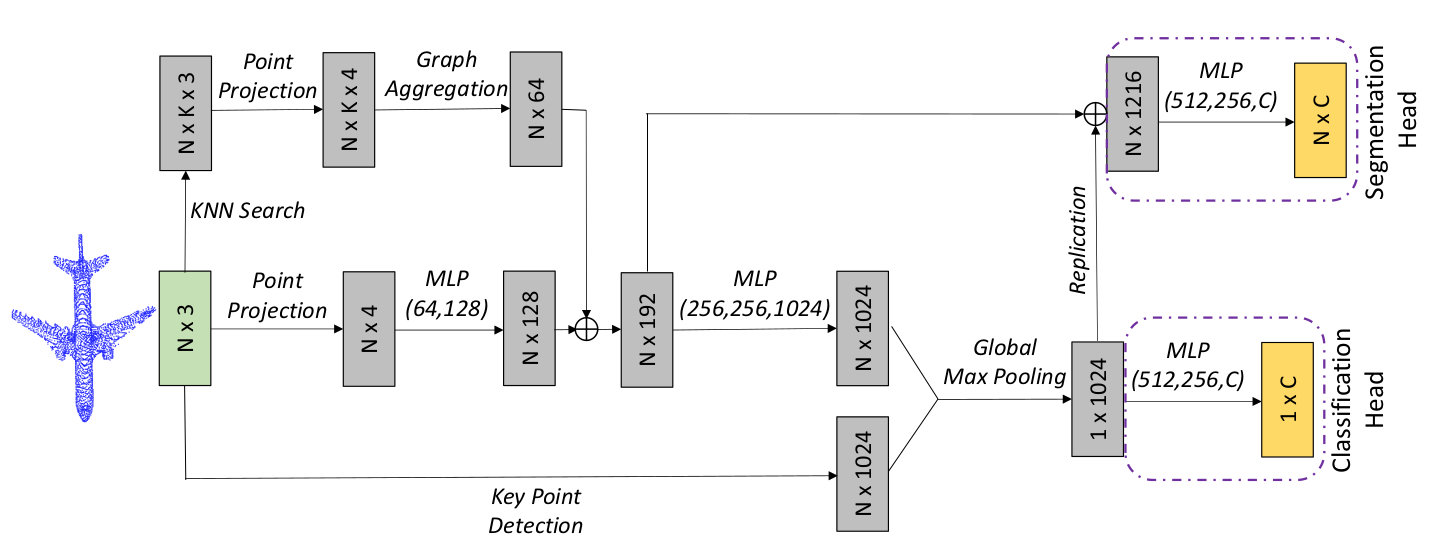 N x K x 3
Point
Projection
N x K x 4
Graph
Aggregation
N x 64
KNN Search
N x 3
Point
Projection
N x 4
MLP
(64,128)
N x 128
N x 192
MLP
(256,256,1024)
N x 1024
Key Point
Detection
N x 1024
Global
Max Pooling
1 x 1024
Replication
N x 1216
MLP
(512,256,C)
N x C
Segmentation
Head
MLP
(512,256,C)
1 x C
Classification
Head